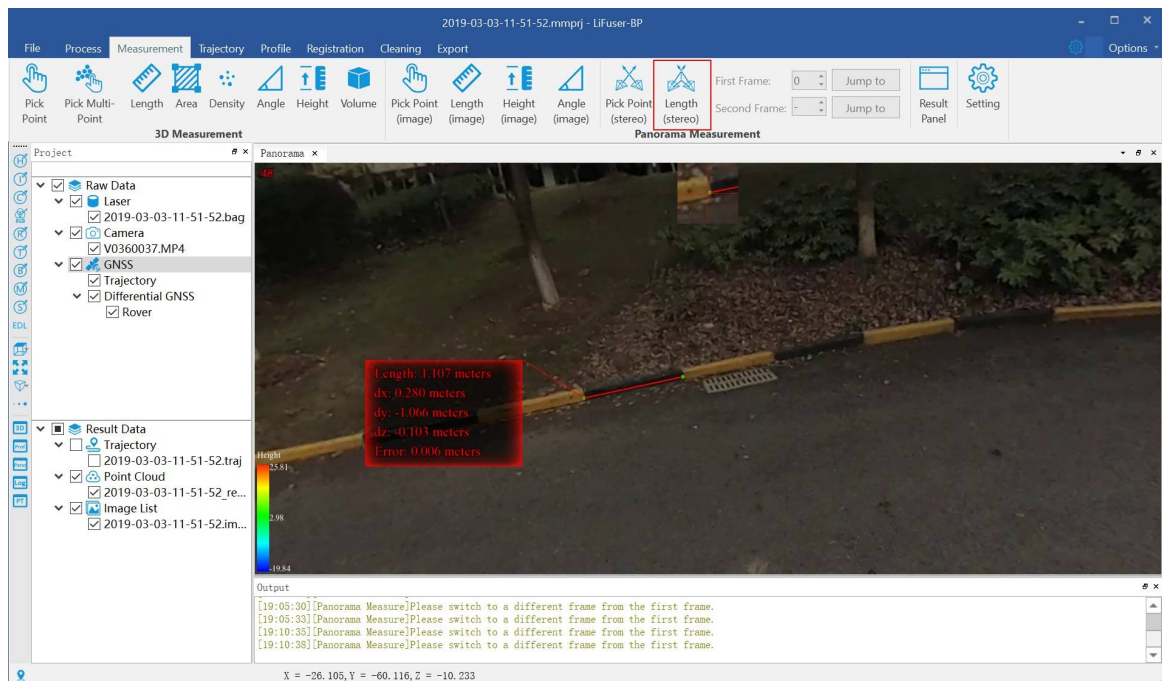 2019-03-03-11-51-52.mmprj - LiFuser-BP
File Process Measurement Trajectory Profile Registration Cleaning Export Options
Pick Point
Pick Multi-Point
Length
Area
Density
Angle
Height
Volume
3D Measurement
Pick Point (image)
Length (image)
Height (image)
Angle (image)
Pick Point (stereo)
Length (stereo)
First Frame: 0 Jump to
Second Frame: - Jump to
Panorama Measurement
Result Panel
Setting
Project
Raw Data
Laser
2019-03-03-11-51-52.bag
Camera
V0360037.MP4
GNSS
Trajectory
Differential GNSS
Rover
EDL
3D
Prof
Pano
Log
PT
Result Data
Trajectory
2019-03-03-11-51-52.traj
Point Cloud
2019-03-03-11-51-52_re...
Image List
2019-03-03-11-51-52.im...
Panorama
48
Length: 1.107 meters
dx: 0.280 meters
dy: -1.066 meters
dz: -0.103 meters
Error: 0.006 meters
Height
25.81
2.98
-19.84
Output
[19:05:30][Panorama Measure]Please switch to a different frame from the first frame.
[19:05:33][Panorama Measure]Please switch to a different frame from the first frame.
[19:10:35][Panorama Measure]Please switch to a different frame from the first frame.
[19:10:38][Panorama Measure]Please switch to a different frame from the first frame.
X = -26.105, Y = -60.116, Z = -10.233